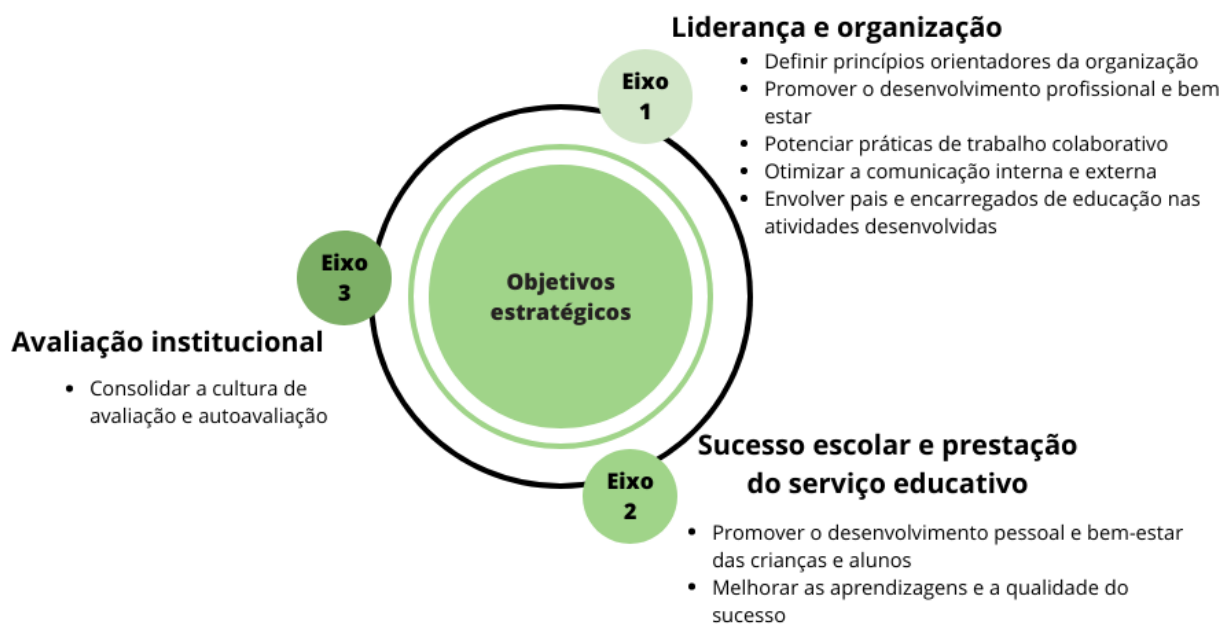 Liderança e organização
Eixo
1
• Definir princípios orientadores da organização
• Promover o desenvolvimento profissional e bem
estar
• Potenciar práticas de trabalho colaborativo
• Otimizar a comunicação interna e externa
• Envolver pais e encarregados de educação nas
atividades desenvolvidas
Objetivos
estratégicos
Eixo
3
Avaliação institucional
• Consolidar a cultura de
avaliação e autoavaliação
Eixo
2
Sucesso escolar e prestação
do serviço educativo
• Promover o desenvolvimento pessoal e bem-estar
das crianças e alunos
• Melhorar as aprendizagens e a qualidade do
sucesso